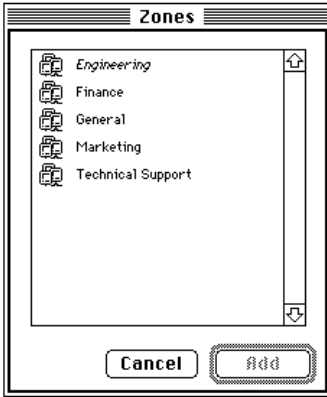 Zones
Engineering
Finance
General
Marketing
Technical Support
Cancel
Add